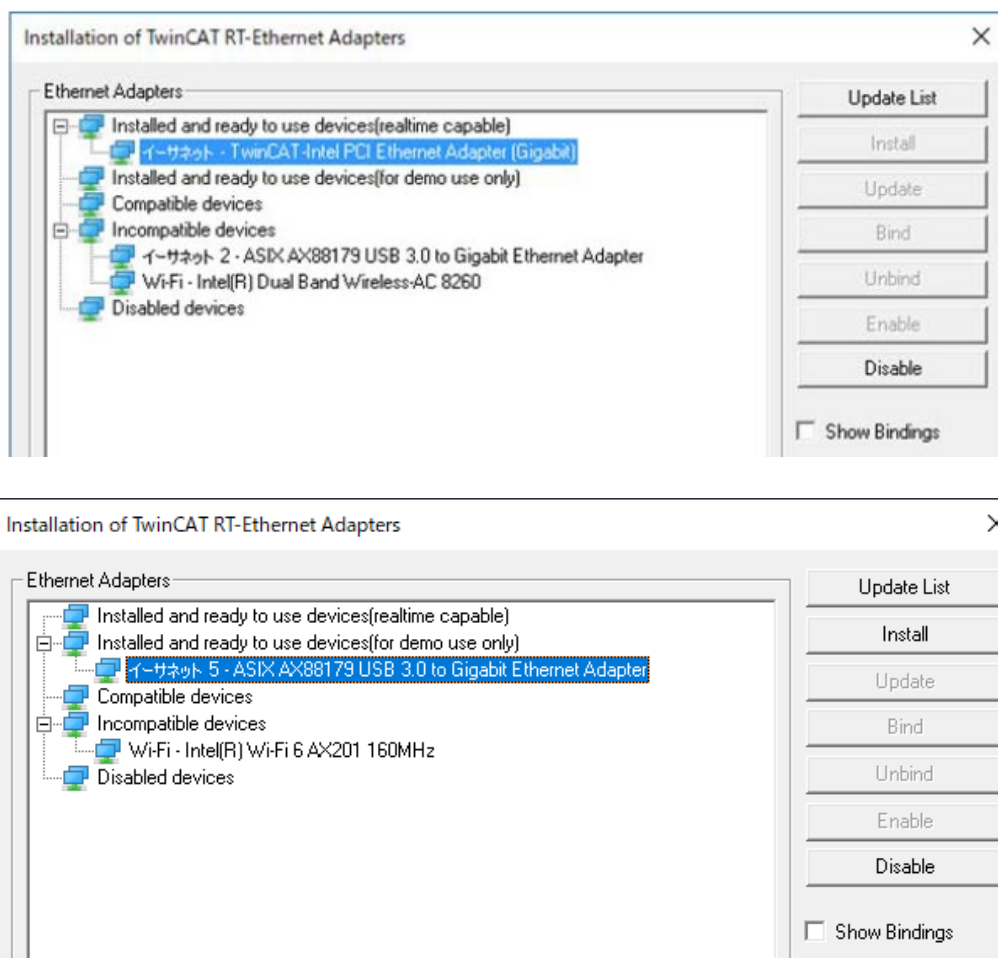 Installation of TwinCAT RT-Ethernet Adapters
Ethernet Adapters
Installed and ready to use devices(realtime capable)
イーサネット - TwinCAT-Intel PCI Ethernet Adapter (Gigabit)
Installed and ready to use devices(for demo use only)
Compatible devices
Incompatible devices
イーサネット 2 - ASIX AX88179 USB 3.0 to Gigabit Ethernet Adapter
Wi-Fi - Intel(R) Dual Band Wireless-AC 8260
Disabled devices
Update List
Install
Update
Bind
Unbind
Enable
Disable
Show Bindings
Installation of TwinCAT RT-Ethernet Adapters
Ethernet Adapters
Installed and ready to use devices(realtime capable)
Installed and ready to use devices(for demo use only)
イーサネット 5 - ASIX AX88179 USB 3.0 to Gigabit Ethernet Adapter
Compatible devices
Incompatible devices
Wi-Fi - Intel(R) Wi-Fi 6 AX201 160MHz
Disabled devices
Update List
Install
Update
Bind
Unbind
Enable
Disable
Show Bindings